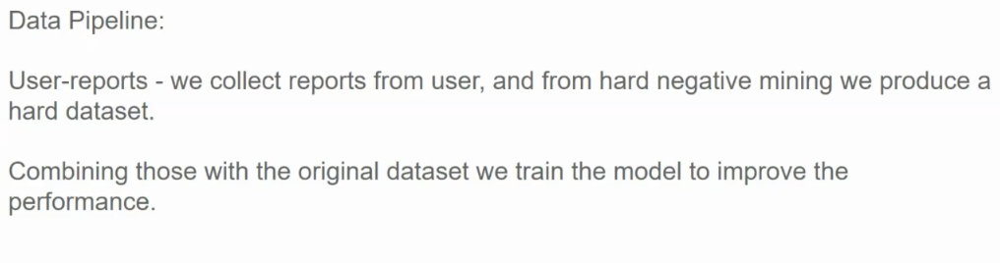 Data Pipeline:
User-reports - we collect reports from user, and from hard negative mining we produce a
hard dataset.
Combining those with the original dataset we train the model to improve the
performance.